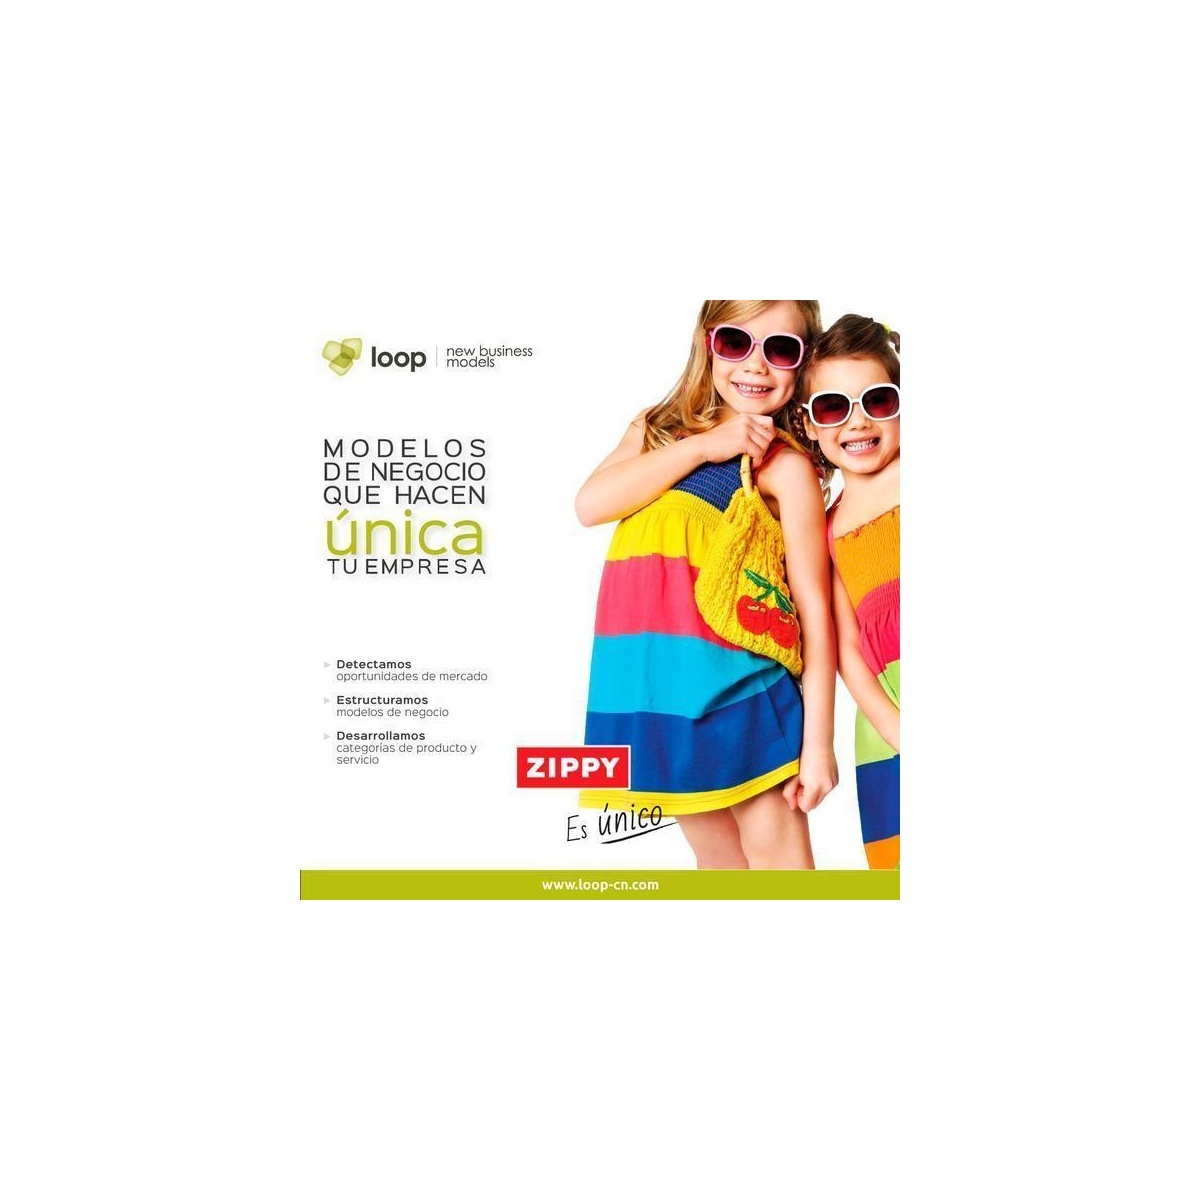 loop
new business
models
MODELOS
DE NEGOCIO
QUE HACEN
única
TU EMPRESA
Detectamos
oportunidades de mercado
Estructuramos
modelos de negocio
Desarrollamos
categorías de producto y
servicio
ZIPPY
Es único
www.loop-cn.com